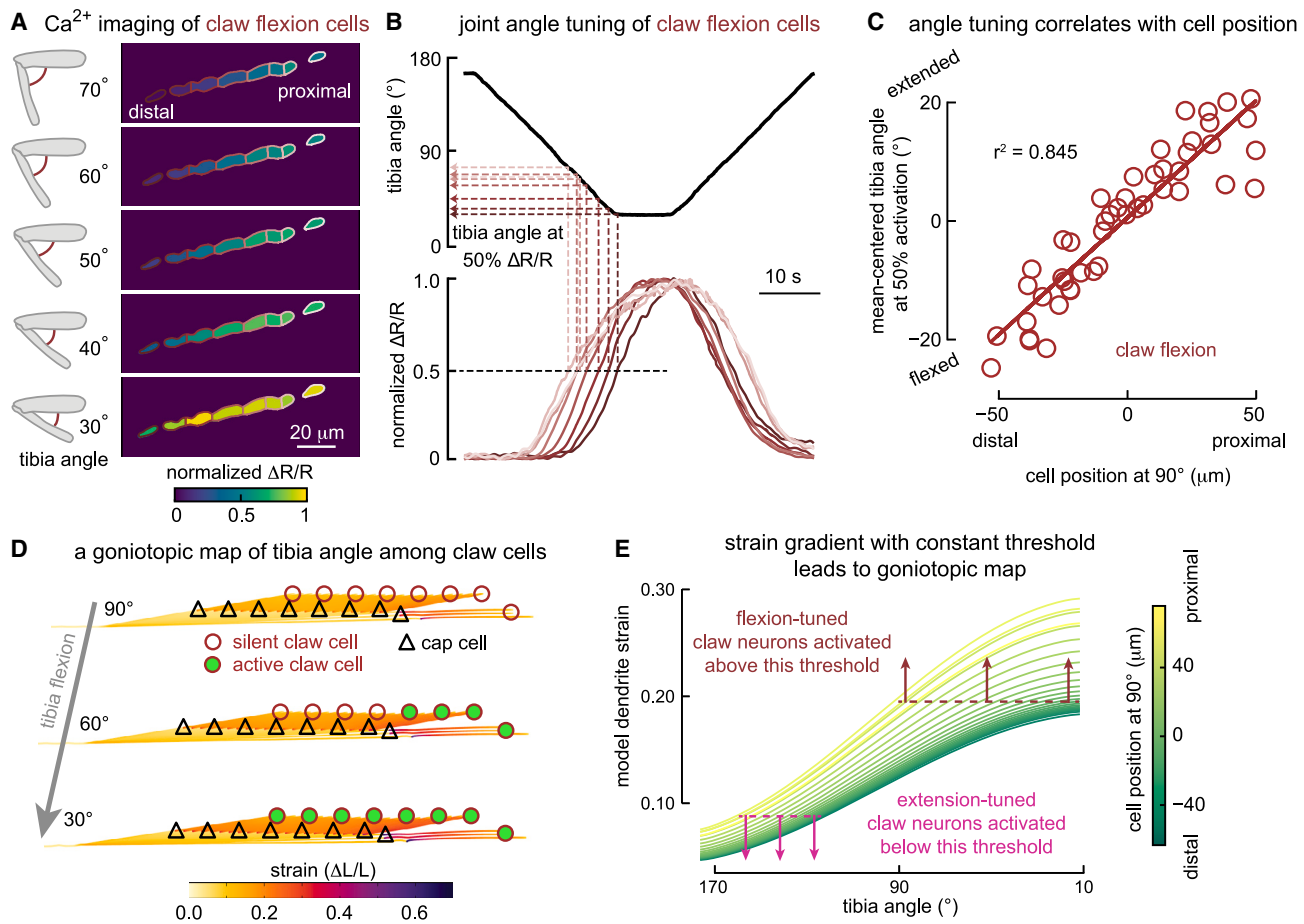 A Ca²⁺ imaging of claw flexion cells
70°
distal
proximal
60°
50°
40°
30°
20 μm
tibia angle
normalized ΔR/R
0 0.5 1
B joint angle tuning of claw flexion cells
180
90
0
tibia angle (°)
tibia angle at
50% ΔR/R
10 s
1.0
0.5
0
normalized ΔR/R
C angle tuning correlates with cell position
extended
20
0
−20
flexed
mean-centered tibia angle
at 50% activation (°)
r² = 0.845
claw flexion
−50 0 50
distal proximal
cell position at 90° (μm)
D a goniotopic map of tibia angle among claw cells
90°
silent claw cell
active claw cell
cap cell
tibia flexion
60°
30°
strain (ΔL/L)
0.0 0.2 0.4 0.6
E strain gradient with constant threshold
leads to goniotopic map
0.30
0.20
0.10
model dendrite strain
flexion-tuned
claw neurons activated
above this threshold
extension-tuned
claw neurons activated
below this threshold
170 90 10
tibia angle (°)
proximal
40
0
−40
distal
cell position at 90° (μm)